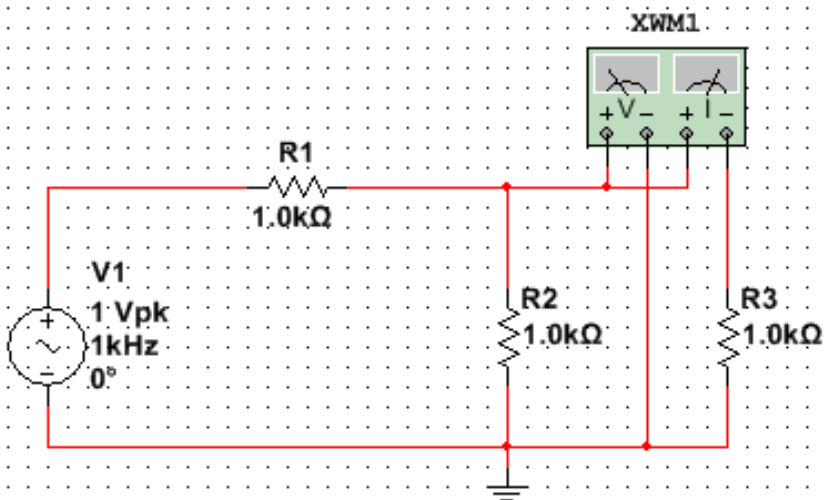 XWM1
+ V - + I -
R1
1.0kΩ
V1
+
1 Vpk
1kHz
-
0°
R2
1.0kΩ
R3
1.0kΩ